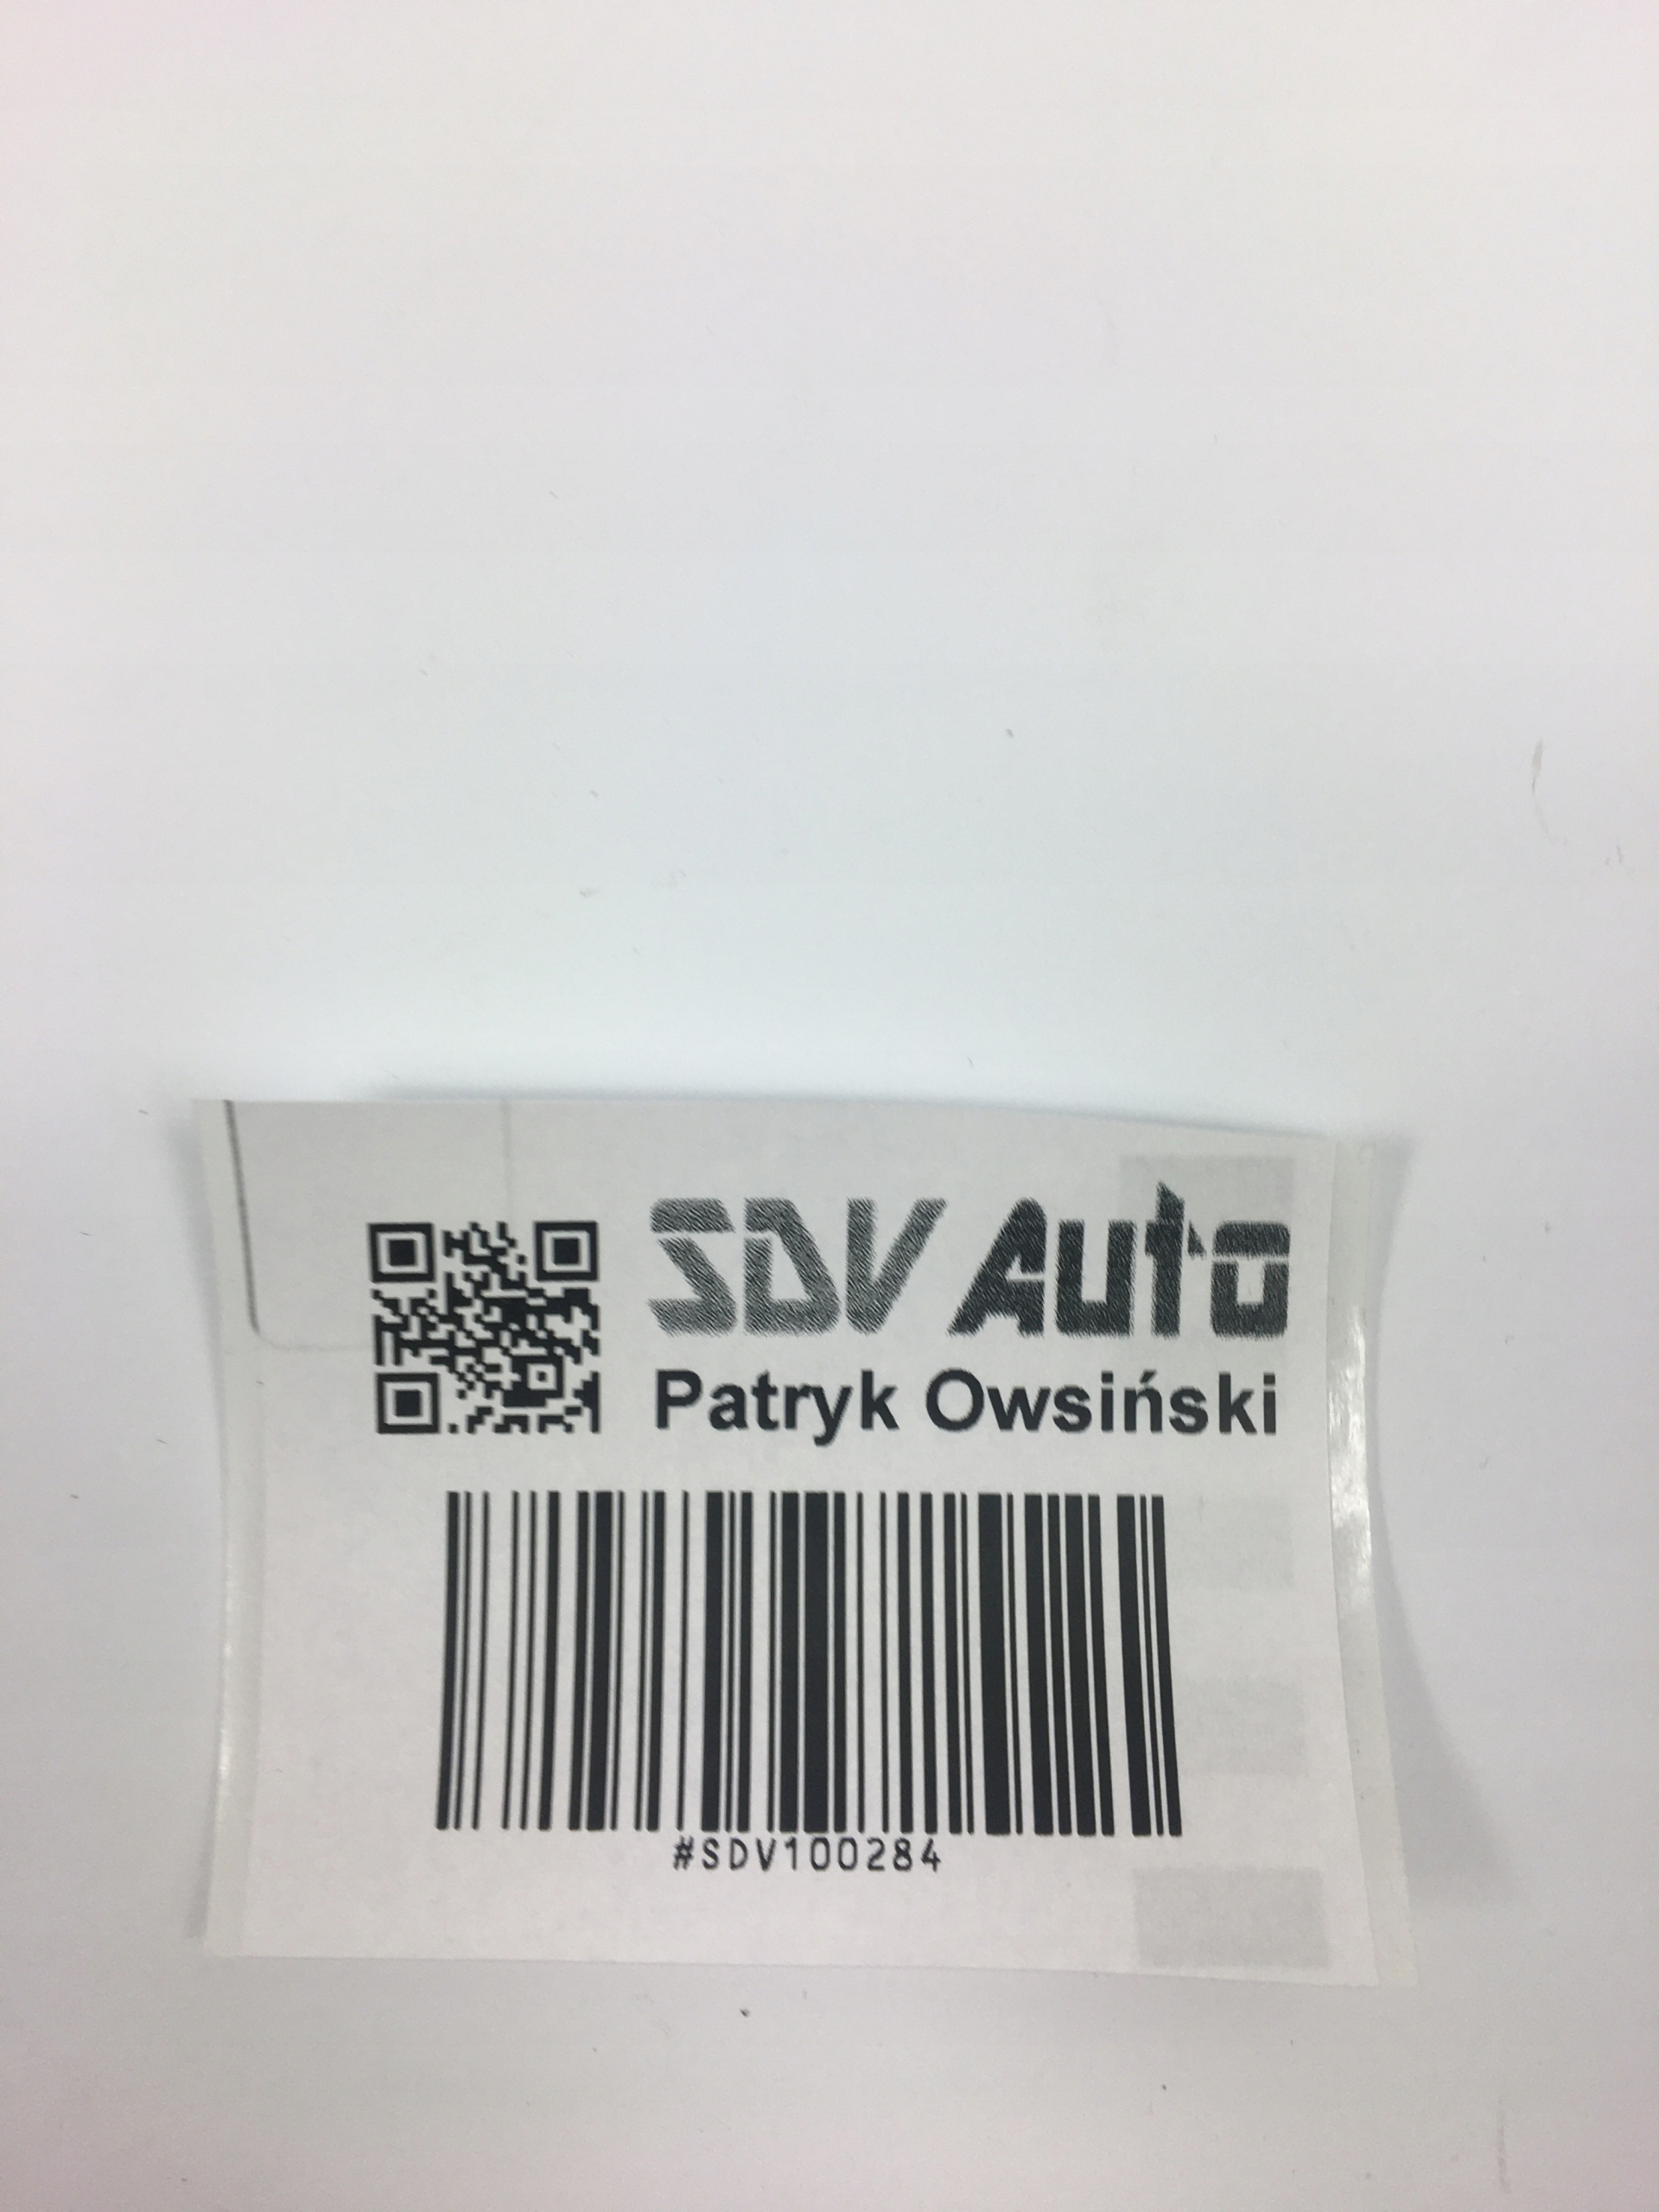 SDV Auto
Patryk Owsiński
#SDV100284